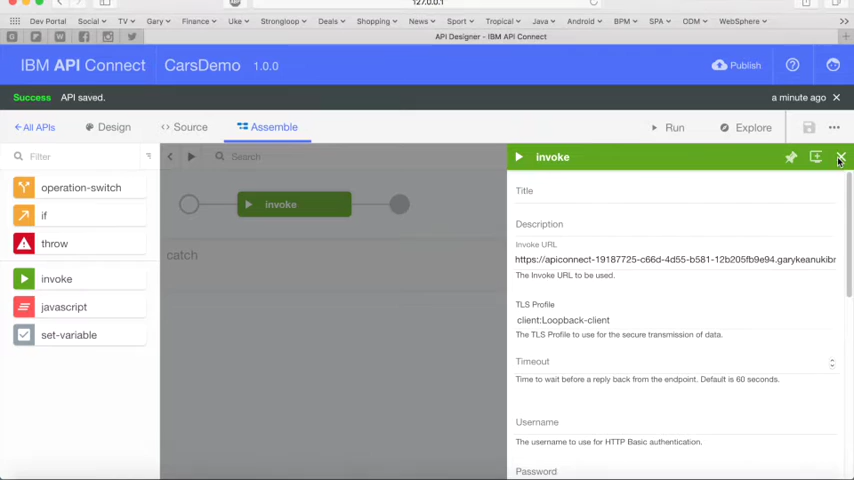 127.0.0.1
Dev Portal Social Gary Finance Uke Strongloop Deals Shopping News Sport Tropical Java Android BPM SPA ODM WebSphere
API Designer - IBM API Connect
IBM API Connect CarsDemo 1.0.0 Publish
Success API saved. a minute ago
All APIs Design Source Assemble Run Explore
Filter
Search
invoke
operation-switch
if
throw
invoke
javascript
set-variable
invoke
catch
Title
Description
Invoke URL
https://apiconnect-19187725-c66d-4d55-b581-12b205fb9e94.garykeanukibr
The Invoke URL to be used.
TLS Profile
client:Loopback-client
The TLS Profile to use for the secure transmission of data.
Timeout
Time to wait before a reply back from the endpoint. Default is 60 seconds.
Username
The username to use for HTTP Basic authentication.
Password